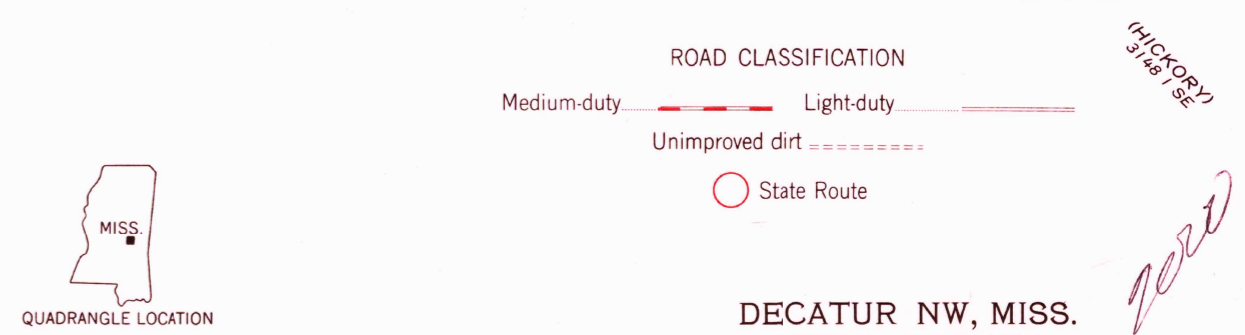 ROAD CLASSIFICATION
Medium-duty Light-duty
Unimproved dirt
State Route
(HICKORY)
3148 I SE
MISS.
QUADRANGLE LOCATION
DECATUR NW, MISS.
zero